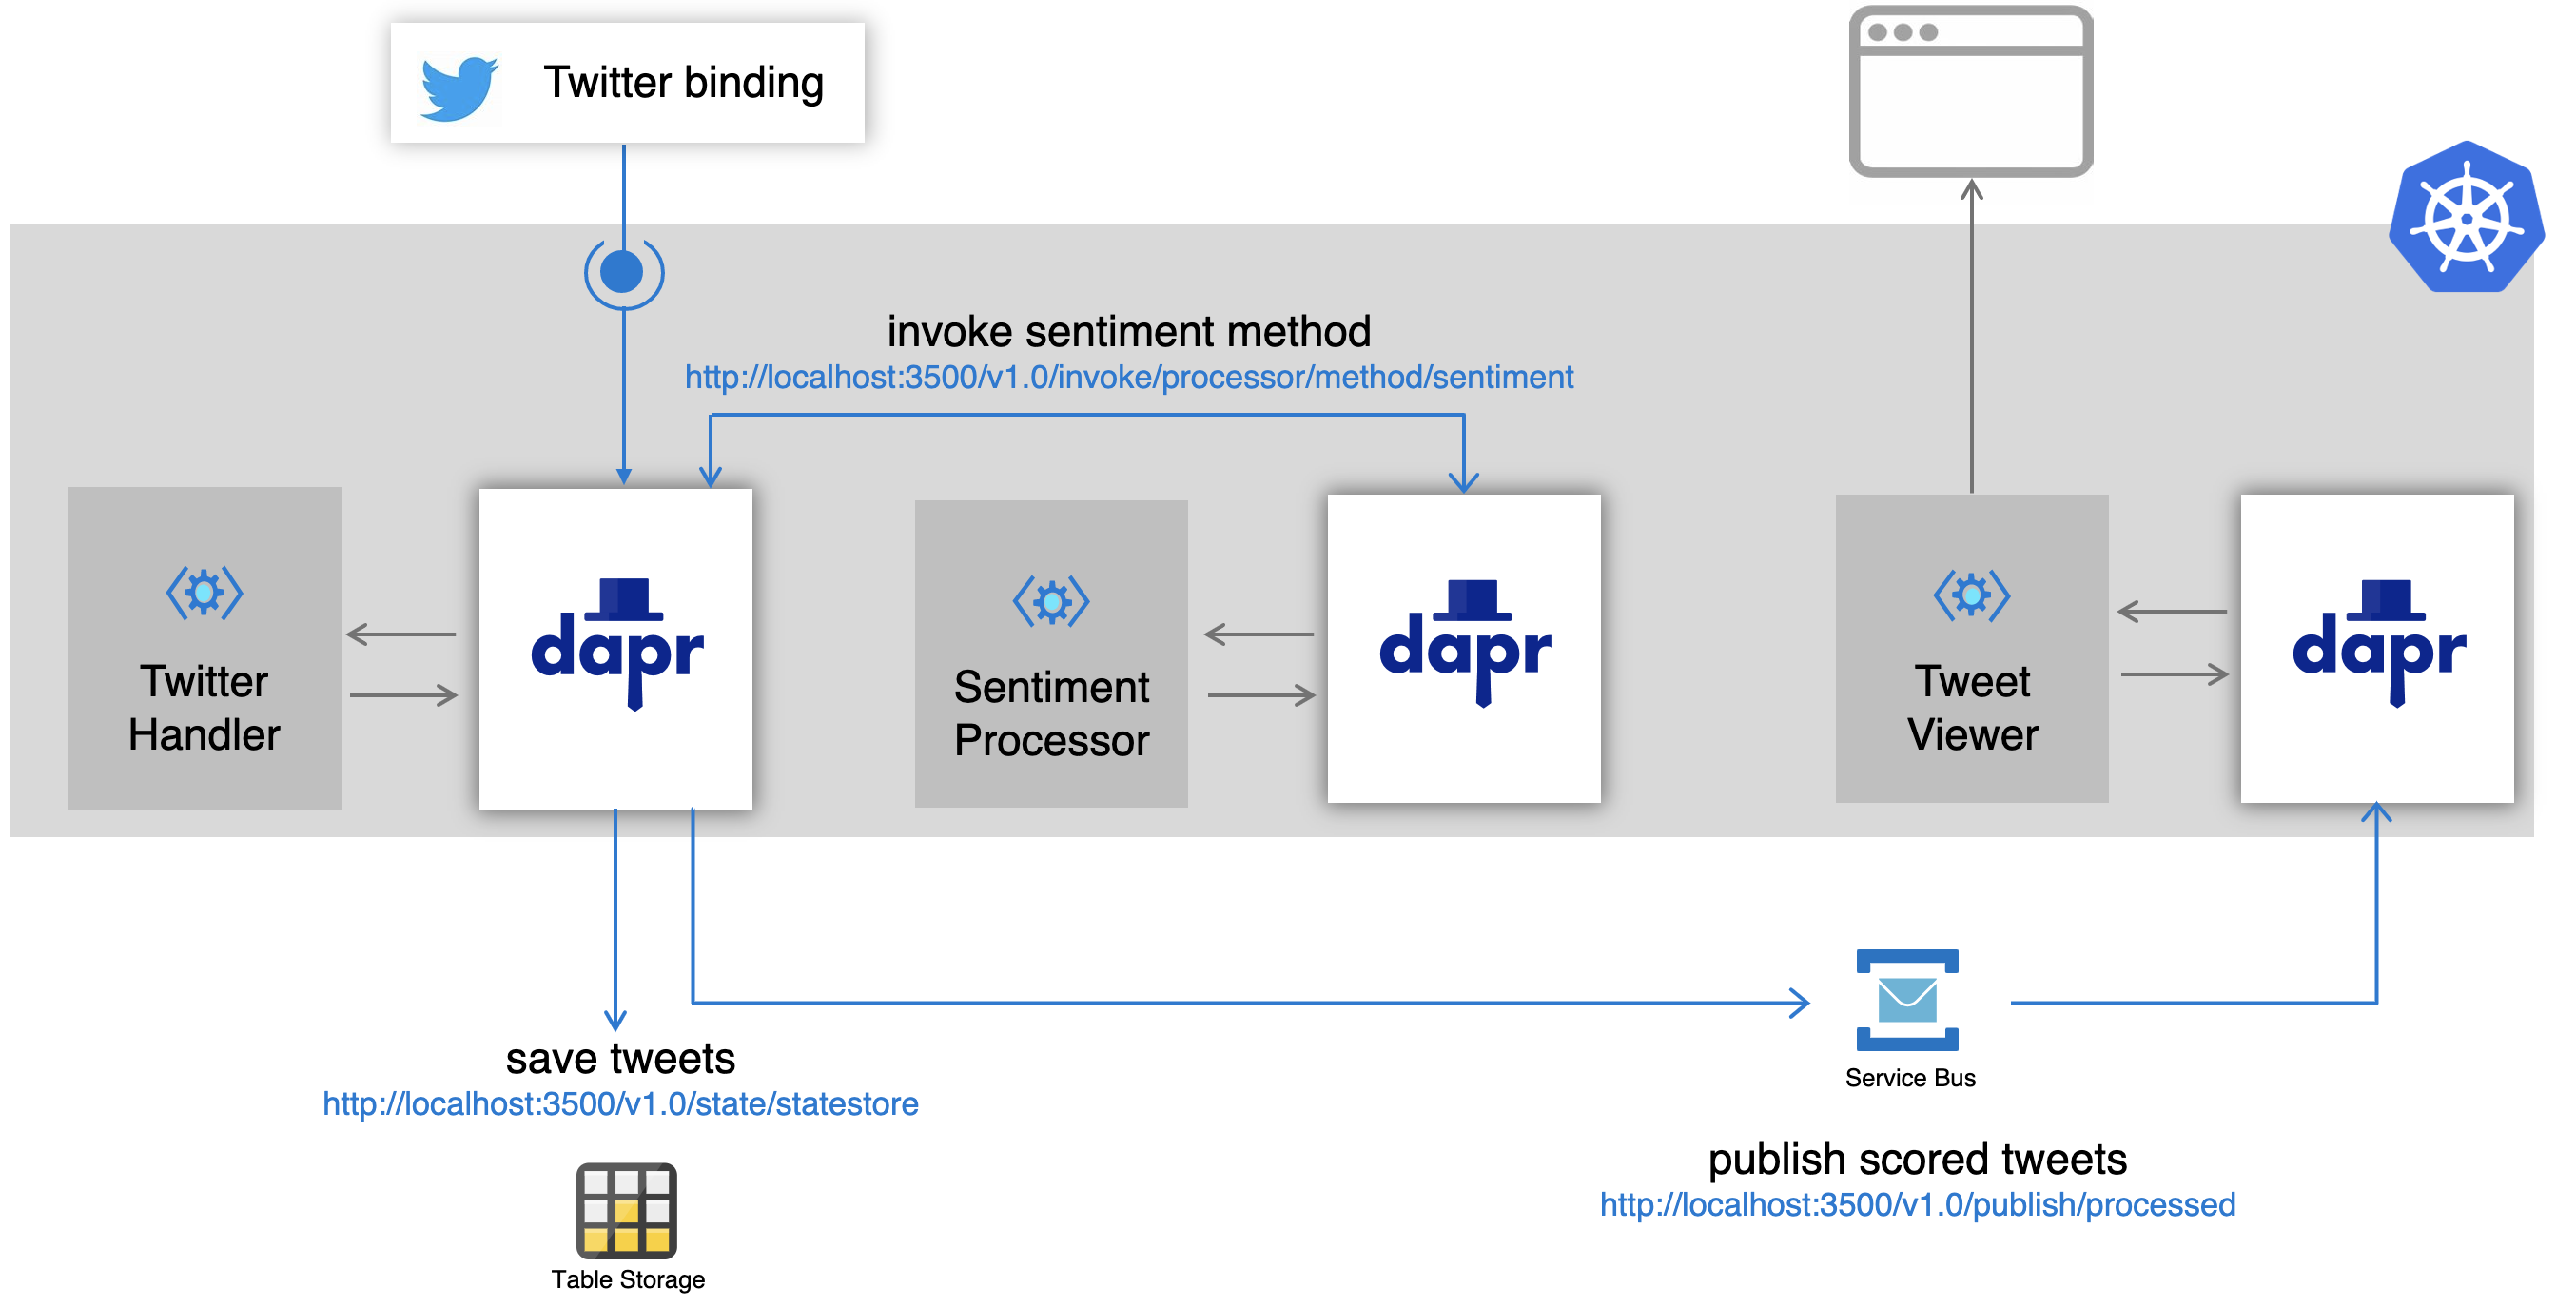 Twitter binding
invoke sentiment method
http://localhost:3500/v1.0/invoke/processor/method/sentiment
Twitter
Handler
dapr
Sentiment
Processor
dapr
Tweet
Viewer
dapr
save tweets
http://localhost:3500/v1.0/state/statestore
Table Storage
Service Bus
publish scored tweets
http://localhost:3500/v1.0/publish/processed